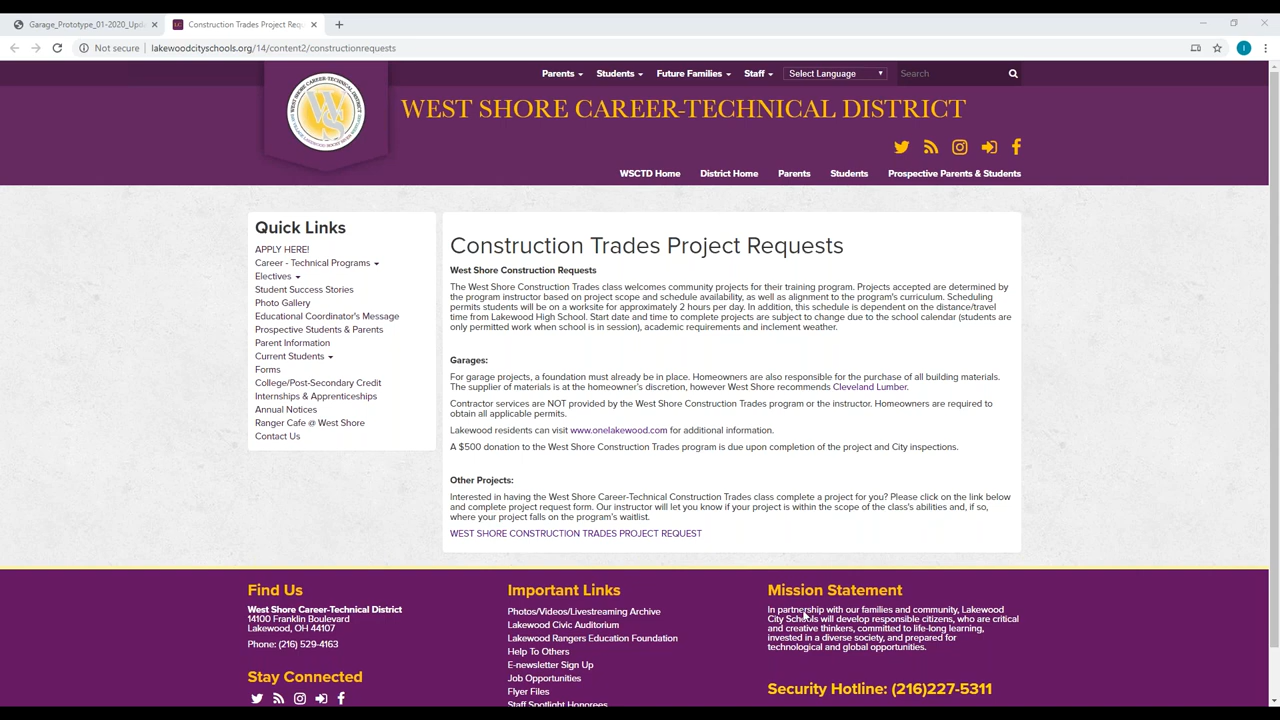 Garage_Prototype_01-2020_Upd
Construction Trades Project Req
Not secure
lakewoodcityschools.org/14/content2/constructionrequests
Parents
Students
Future Families
Staff
Select Language
Search
WEST SHORE CAREER-TECHNICAL DISTRICT
WSCTD Home
District Home
Parents
Students
Prospective Parents & Students
Quick Links
APPLY HERE!
Career - Technical Programs
Electives
Student Success Stories
Photo Gallery
Educational Coordinator's Message
Prospective Students & Parents
Parent Information
Current Students
Forms
College/Post-Secondary Credit
Internships & Apprenticeships
Annual Notices
Ranger Cafe @ West Shore
Contact Us
Construction Trades Project Requests
West Shore Construction Requests
The West Shore Construction Trades class welcomes community projects for their training program. Projects accepted are determined by
the program instructor based on project scope and schedule availability, as well as alignment to the program's curriculum. Scheduling
permits students will be on a worksite for approximately 2 hours per day. In addition, this schedule is dependent on the distance/travel
time from Lakewood High School. Start date and time to complete projects are subject to change due to the school calendar (students are
only permitted work when school is in session), academic requirements and inclement weather.
Garages:
For garage projects, a foundation must already be in place. Homeowners are also responsible for the purchase of all building materials.
The supplier of materials is at the homeowner's discretion, however West Shore recommends Cleveland Lumber.
Contractor services are NOT provided by the West Shore Construction Trades program or the instructor. Homeowners are required to
obtain all applicable permits.
Lakewood residents can visit www.onelakewood.com for additional information.
A $500 donation to the West Shore Construction Trades program is due upon completion of the project and City inspections.
Other Projects:
Interested in having the West Shore Career-Technical Construction Trades class complete a project for you? Please click on the link below
and complete project request form. Our instructor will let you know if your project is within the scope of the class's abilities and, if so,
where your project falls on the program's waitlist.
WEST SHORE CONSTRUCTION TRADES PROJECT REQUEST
Find Us
West Shore Career-Technical District
14100 Franklin Boulevard
Lakewood, OH 44107
Phone: (216) 529-4163
Stay Connected
Important Links
Photos/Videos/Livestreaming Archive
Lakewood Civic Auditorium
Lakewood Rangers Education Foundation
Help To Others
E-newsletter Sign Up
Job Opportunities
Flyer Files
Staff Spotlight Honorees
Mission Statement
In partnership with our families and community, Lakewood
City Schools will develop responsible citizens, who are critical
and creative thinkers, committed to life-long learning,
invested in a diverse society, and prepared for
technological and global opportunities.
Security Hotline: (216)227-5311